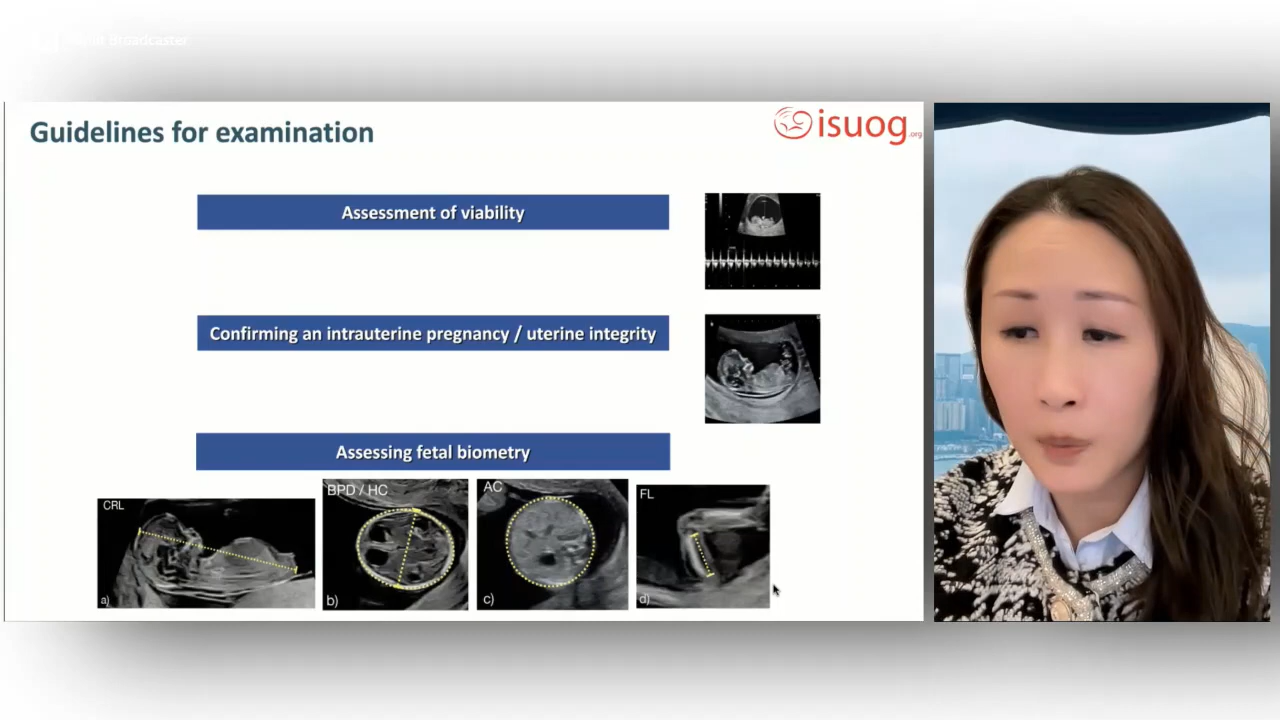 Broadcaster
Guidelines for examination
isuog.org
Assessment of viability
Confirming an intrauterine pregnancy / uterine integrity
Assessing fetal biometry
CRL
BPD / HC
AC
FL
a)
b)
c)
d)